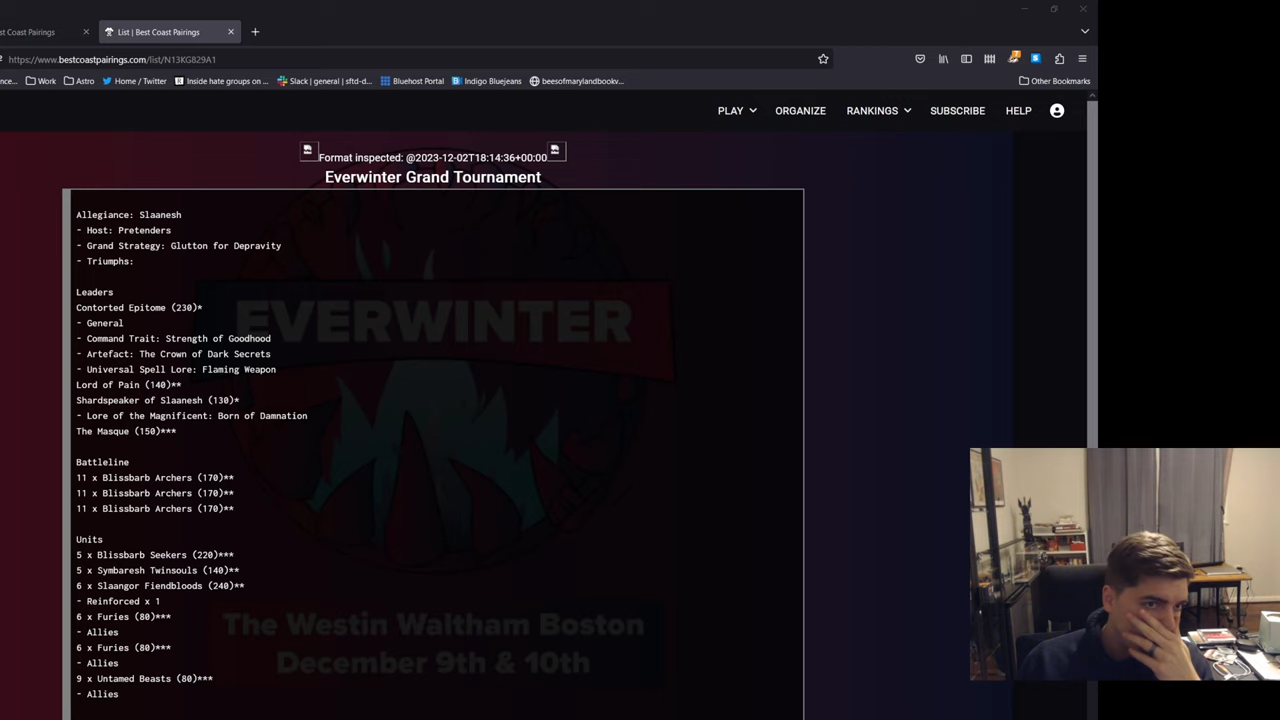 st Coast Pairings
List | Best Coast Pairings
https://www.bestcoastpairings.com/list/N13KG829A1
nce...
Work
Astro
Home / Twitter
Inside hate groups on ...
Slack | general | sftd-d...
Bluehost Portal
Indigo Bluejeans
beesofmarylandbookv...
Other Bookmarks
PLAY ORGANIZE RANKINGS SUBSCRIBE HELP
Format inspected: @2023-12-02T18:14:36+00:00
Everwinter Grand Tournament
Allegiance: Slaanesh
- Host: Pretenders
- Grand Strategy: Glutton for Depravity
- Triumphs:
Leaders
Contorted Epitome (230)*
- General
- Command Trait: Strength of Goodhood
- Artefact: The Crown of Dark Secrets
- Universal Spell Lore: Flaming Weapon
Lord of Pain (140)**
Shardspeaker of Slaanesh (130)*
- Lore of the Magnificent: Born of Damnation
The Masque (150)***
Battleline
11 x Blissbarb Archers (170)**
11 x Blissbarb Archers (170)**
11 x Blissbarb Archers (170)**
Units
5 x Blissbarb Seekers (220)***
5 x Symbaresh Twinsouls (140)**
6 x Slaangor Fiendbloods (240)**
- Reinforced x 1
6 x Furies (80)***
- Allies
6 x Furies (80)***
- Allies
9 x Untamed Beasts (80)***
- Allies
EVERWINTER
The Westin Waltham Boston
December 9th & 10th